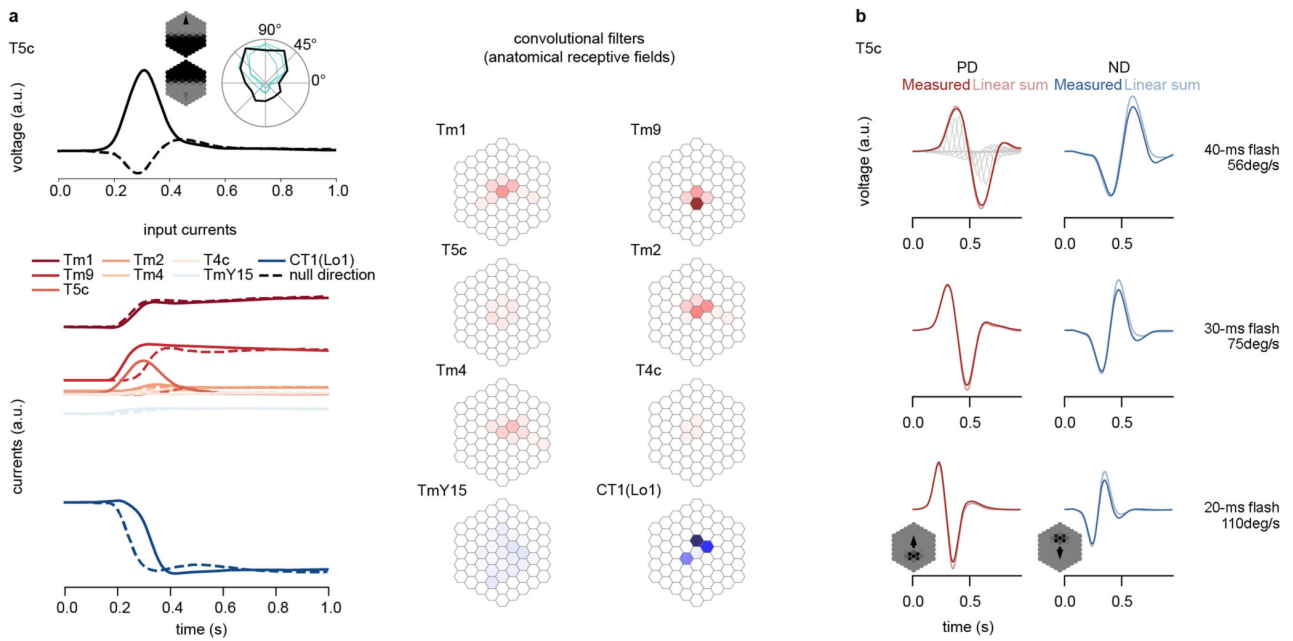 a
T5c
90°
45°
0°
voltage (a.u.)
0.0 0.2 0.4 0.6 0.8 1.0
input currents
Tm1 Tm2 T4c CT1(Lo1)
Tm9 Tm4 TmY15 null direction
T5c
currents (a.u.)
0.0 0.2 0.4 0.6 0.8 1.0
time (s)
convolutional filters
(anatomical receptive fields)
Tm1 Tm9
T5c Tm2
Tm4 T4c
TmY15 CT1(Lo1)
b
T5c
PD ND
Measured Linear sum Measured Linear sum
voltage (a.u.)
40-ms flash
56deg/s
0.0 0.5 0.0 0.5
30-ms flash
75deg/s
0.0 0.5 0.0 0.5
20-ms flash
110deg/s
0.0 0.5 0.0 0.5
time (s)